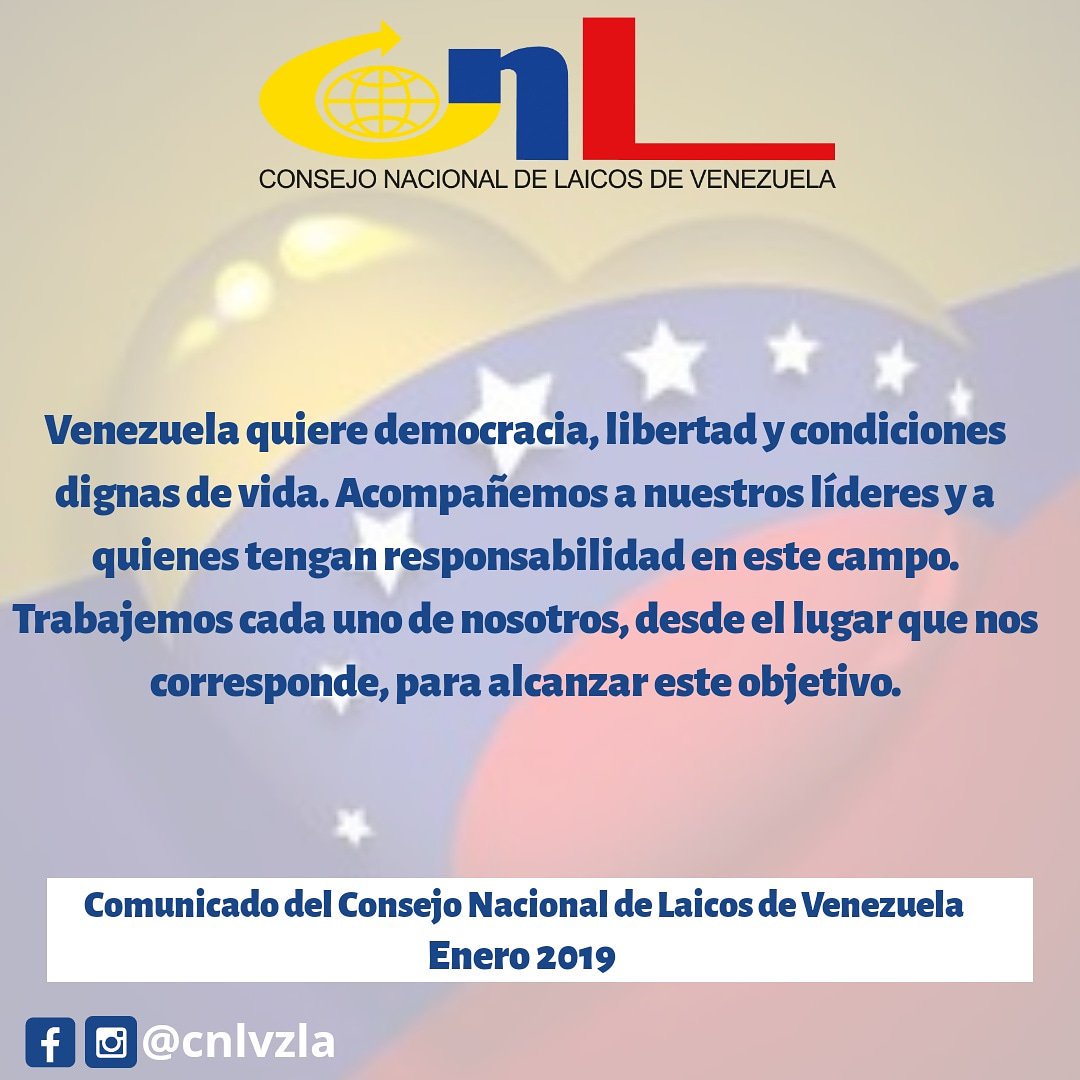 CnL
CONSEJO NACIONAL DE LAICOS DE VENEZUELA
Venezuela quiere democracia, libertad y condiciones
dignas de vida. Acompañemos a nuestros líderes y a
quienes tengan responsabilidad en este campo.
Trabajemos cada uno de nosotros, desde el lugar que nos
corresponde, para alcanzar este objetivo.
Comunicado del Consejo Nacional de Laicos de Venezuela
Enero 2019
@cnlvzla